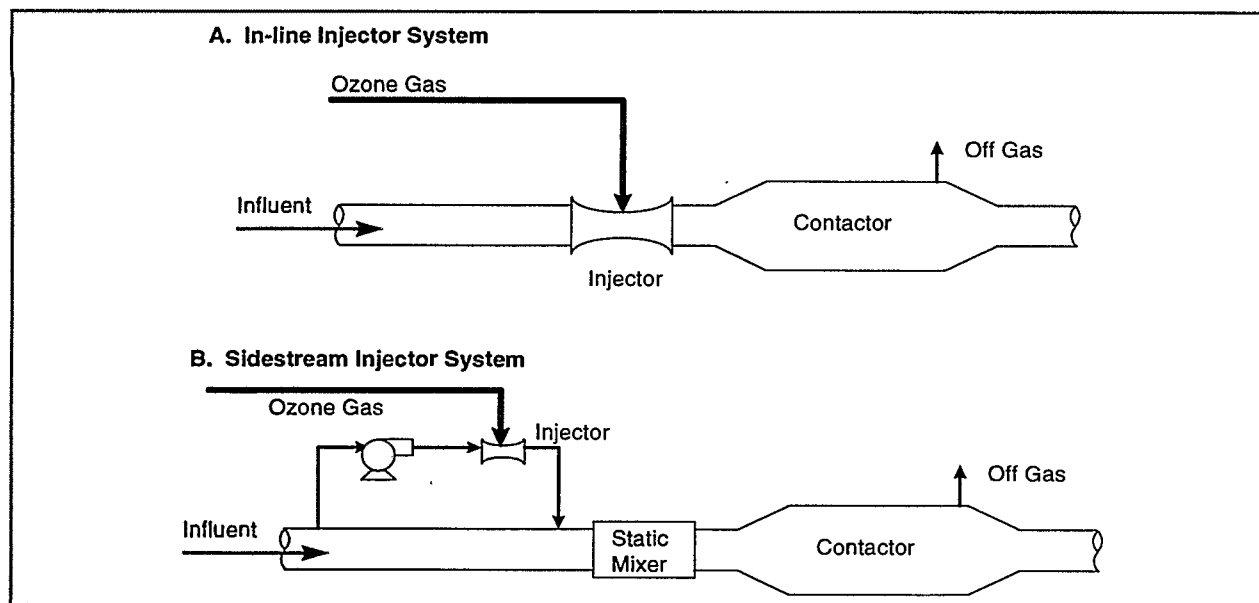 A. In-line Injector System
Ozone Gas
Off Gas
Influent
Contactor
Injector
B. Sidestream Injector System
Ozone Gas
Injector
Off Gas
Influent
Static
Mixer
Contactor